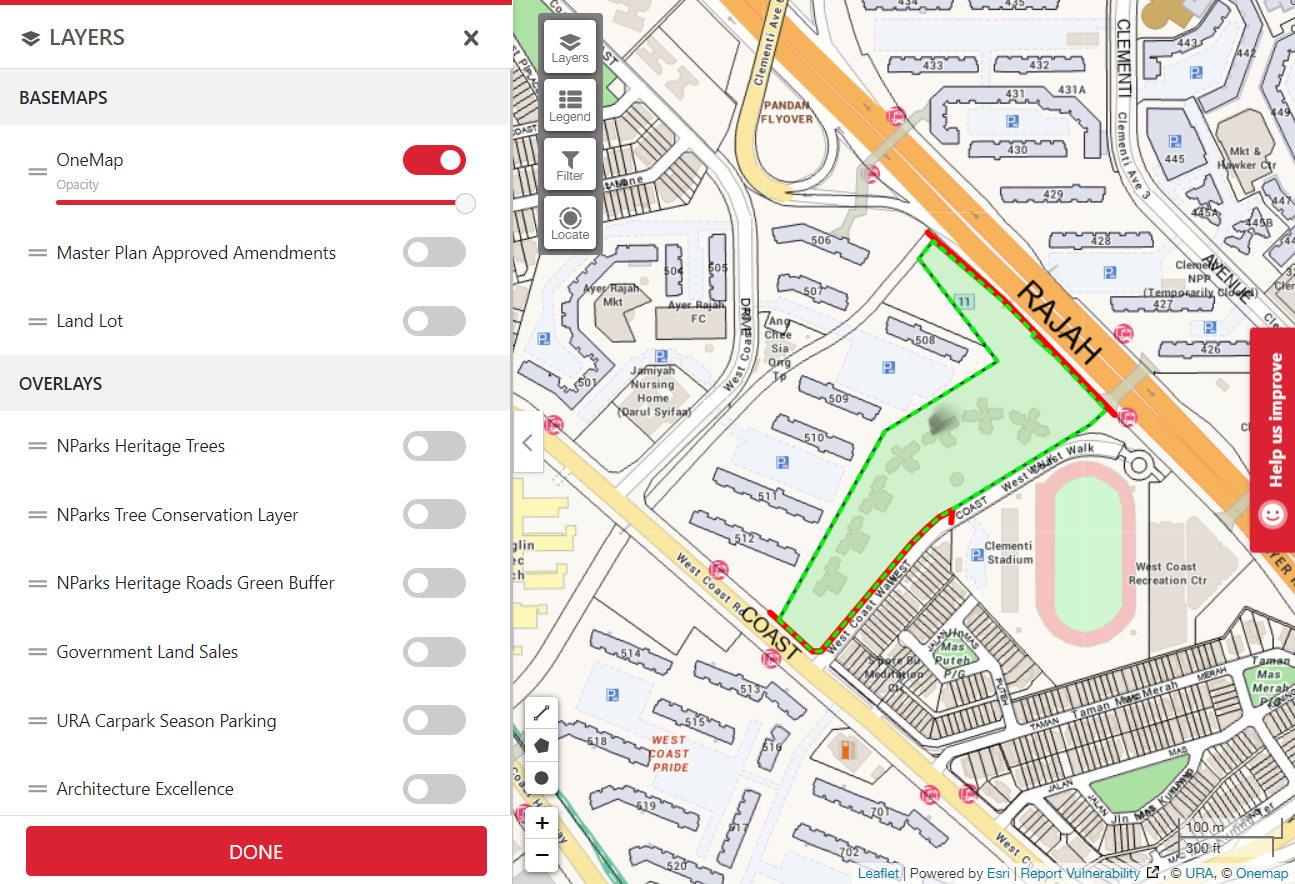 LAYERS
BASEMAPS
OneMap
Opacity
Master Plan Approved Amendments
Land Lot
OVERLAYS
NParks Heritage Trees
NParks Tree Conservation Layer
NParks Heritage Roads Green Buffer
Government Land Sales
URA Carpark Season Parking
Architecture Excellence
DONE
Layers
Legend
Filter
Locate
Clementi Ave 6
434
435
433
432
431
431A
430
429
428
427
426
443
442
449
445
445A
445B
Mkt &
Hawker Ctr
CLEMENTI
Clementi Ave 3
AVENUE
NPP
(Temporarily Closed)
PANDAN
FLYOVER
RAJAH
506
507
508
509
510
511
512
11
504
505
501
Ayer Rajah
Mkt
Ayer Rajah
FC
DRIVE
West Coast
Ang
Chee
Sia
Ong
Tp
Jamiyah
Nursing
Home
(Darul Syifaa)
West Coast Walk
COAST
WEST
West Coast Walk
Clementi
Stadium
West Coast
Recreation Ctr
West Coast Rd
COAST
S'pore Bu
Meditation
Ctr
Mas
Puteh
P/G
PUTEH
Taman Mas Merah
TAMAN
MERAH
MAS
Taman
Mas
Merah
P/G
JALAN
JALAN
Jln Mas Kuning
514
513
515
516
518
519
517
520
701
702
WEST
COAST
PRIDE
Help us improve
+
−
100 m
300 ft
Leaflet | Powered by Esri | Report Vulnerability , © URA, © Onemap